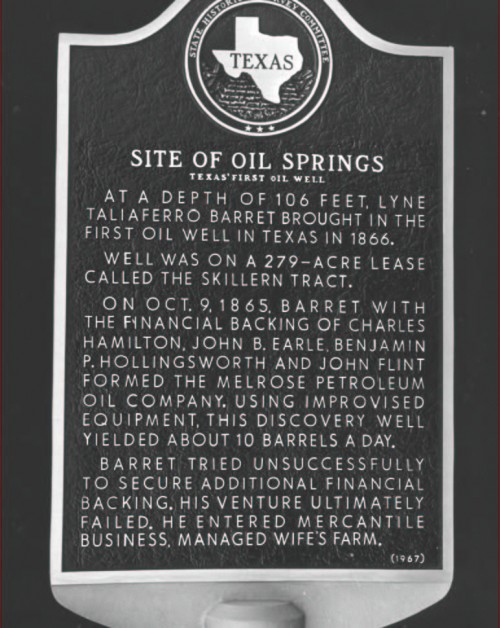 STATE HISTORICAL SURVEY COMMITTEE
TEXAS
SITE OF OIL SPRINGS
TEXAS' FIRST OIL WELL
AT A DEPTH OF 106 FEET, LYNE
TALIAFERRO BARRET BROUGHT IN THE
FIRST OIL WELL IN TEXAS IN 1866.
WELL WAS ON A 279-ACRE LEASE
CALLED THE SKILLERN TRACT.
ON OCT. 9, 1865, BARRET WITH
THE FINANCIAL BACKING OF CHARLES
HAMILTON, JOHN B. EARLE, BENJAMIN
P. HOLLINGSWORTH AND JOHN FLINT
FORMED THE MELROSE PETROLEUM
OIL COMPANY. USING IMPROVISED
EQUIPMENT, THIS DISCOVERY WELL
YIELDED ABOUT 10 BARRELS A DAY.
BARRET TRIED UNSUCCESSFULLY
TO SECURE ADDITIONAL FINANCIAL
BACKING. HIS VENTURE ULTIMATELY
FAILED. HE ENTERED MERCANTILE
BUSINESS, MANAGED WIFE'S FARM.
(1967)